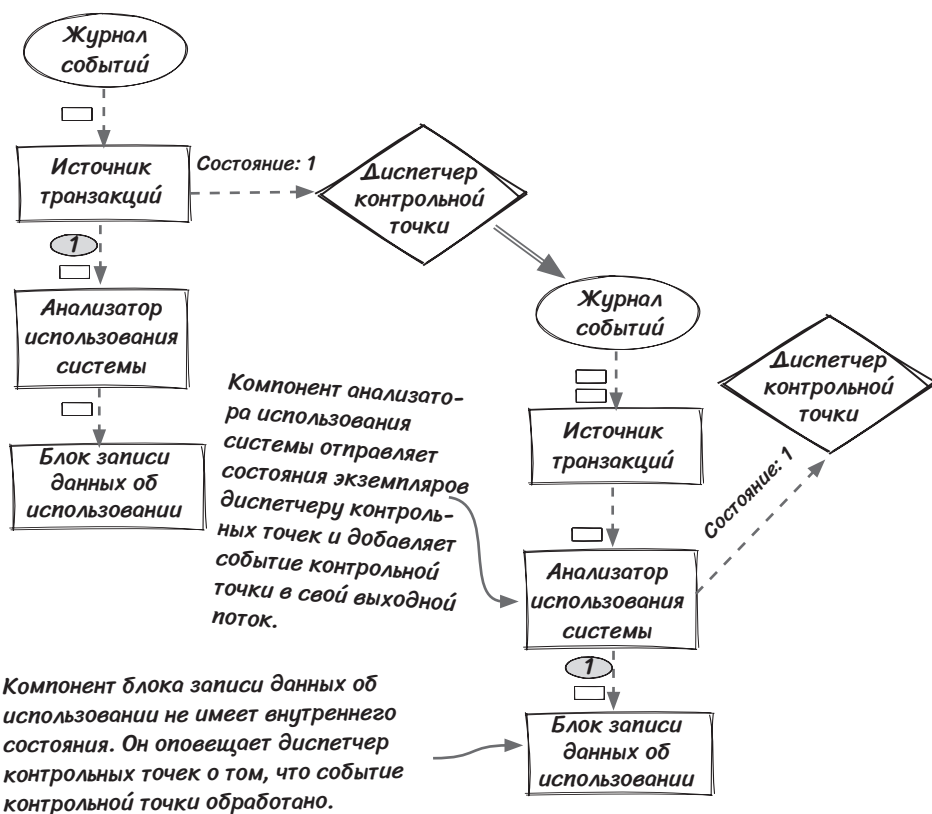 Журнал
событий
Источник
транзакций
Состояние: 1
Диспетчер
контрольной
точки
1
Анализатор
использования
системы
Блок записи
данных об
использовании
Журнал
событий
Диспетчер
контрольной
точки
Источник
транзакций
Состояние: 1
Компонент анализато-
ра использования
системы отправляет
состояния экземпляров
диспетчеру контроль-
ных точек и добавляет
событие контрольной
точки в свой выходной
поток.
Анализатор
использования
системы
1
Блок записи
данных об
использовании
Компонент блока записи данных об
использовании не имеет внутреннего
состояния. Он оповещает диспетчер
контрольных точек о том, что событие
контрольной точки обработано.